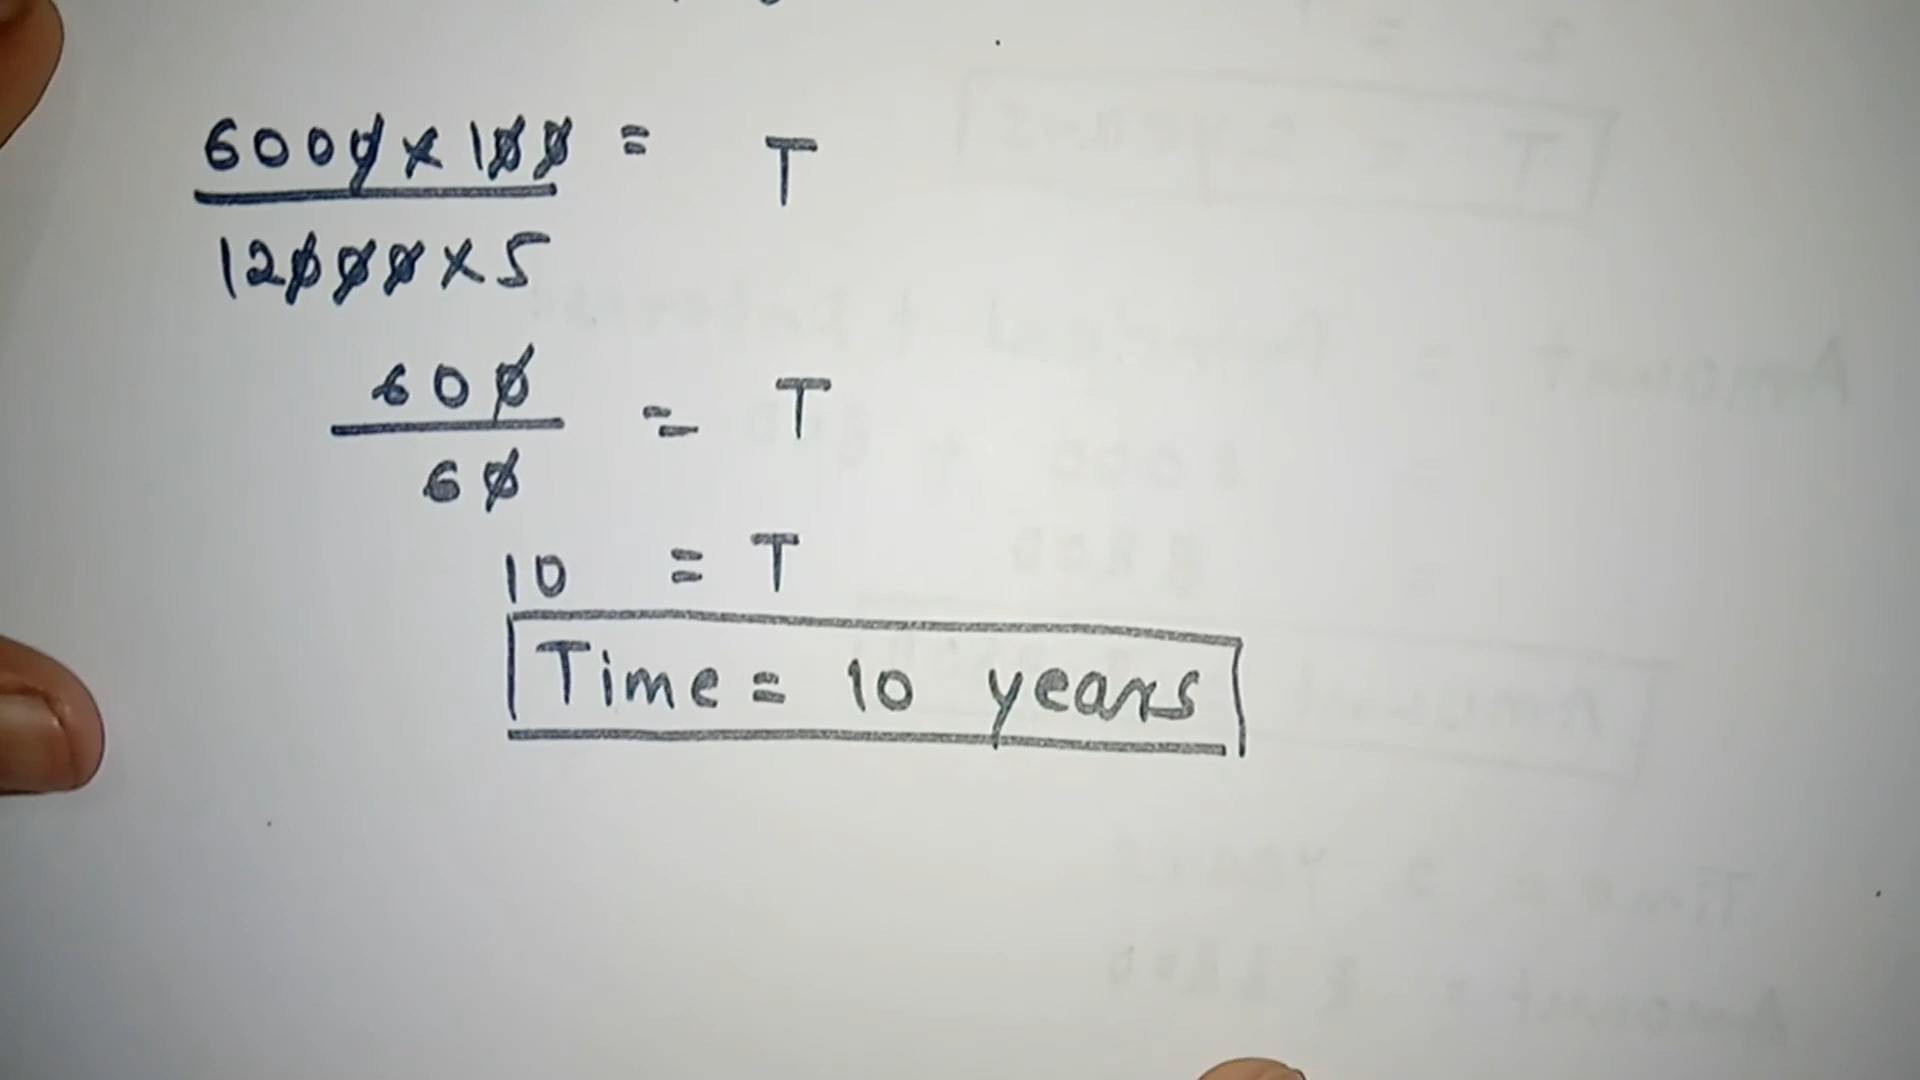 6000 x 100 = T
12000 x 5
600 = T
60
10 = T
Time = 10 years